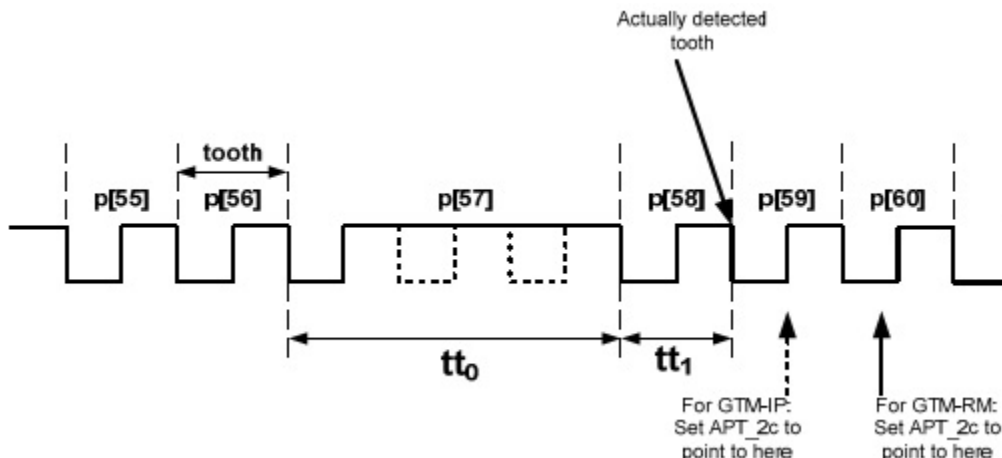 Actually detected
tooth
tooth
p[55] p[56] p[57] p[58] p[59] p[60]
tt0 tt1
For GTM-IP:
Set APT_2c to
point to here
For GTM-RM:
Set APT_2c to
point to here